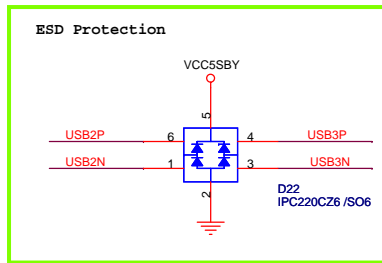 ESD Protection
VCC5SBY
5
USB2P 6 4 USB3P
USB2N 1 3 USB3N
2
D22
IPC220CZ6 /SO6